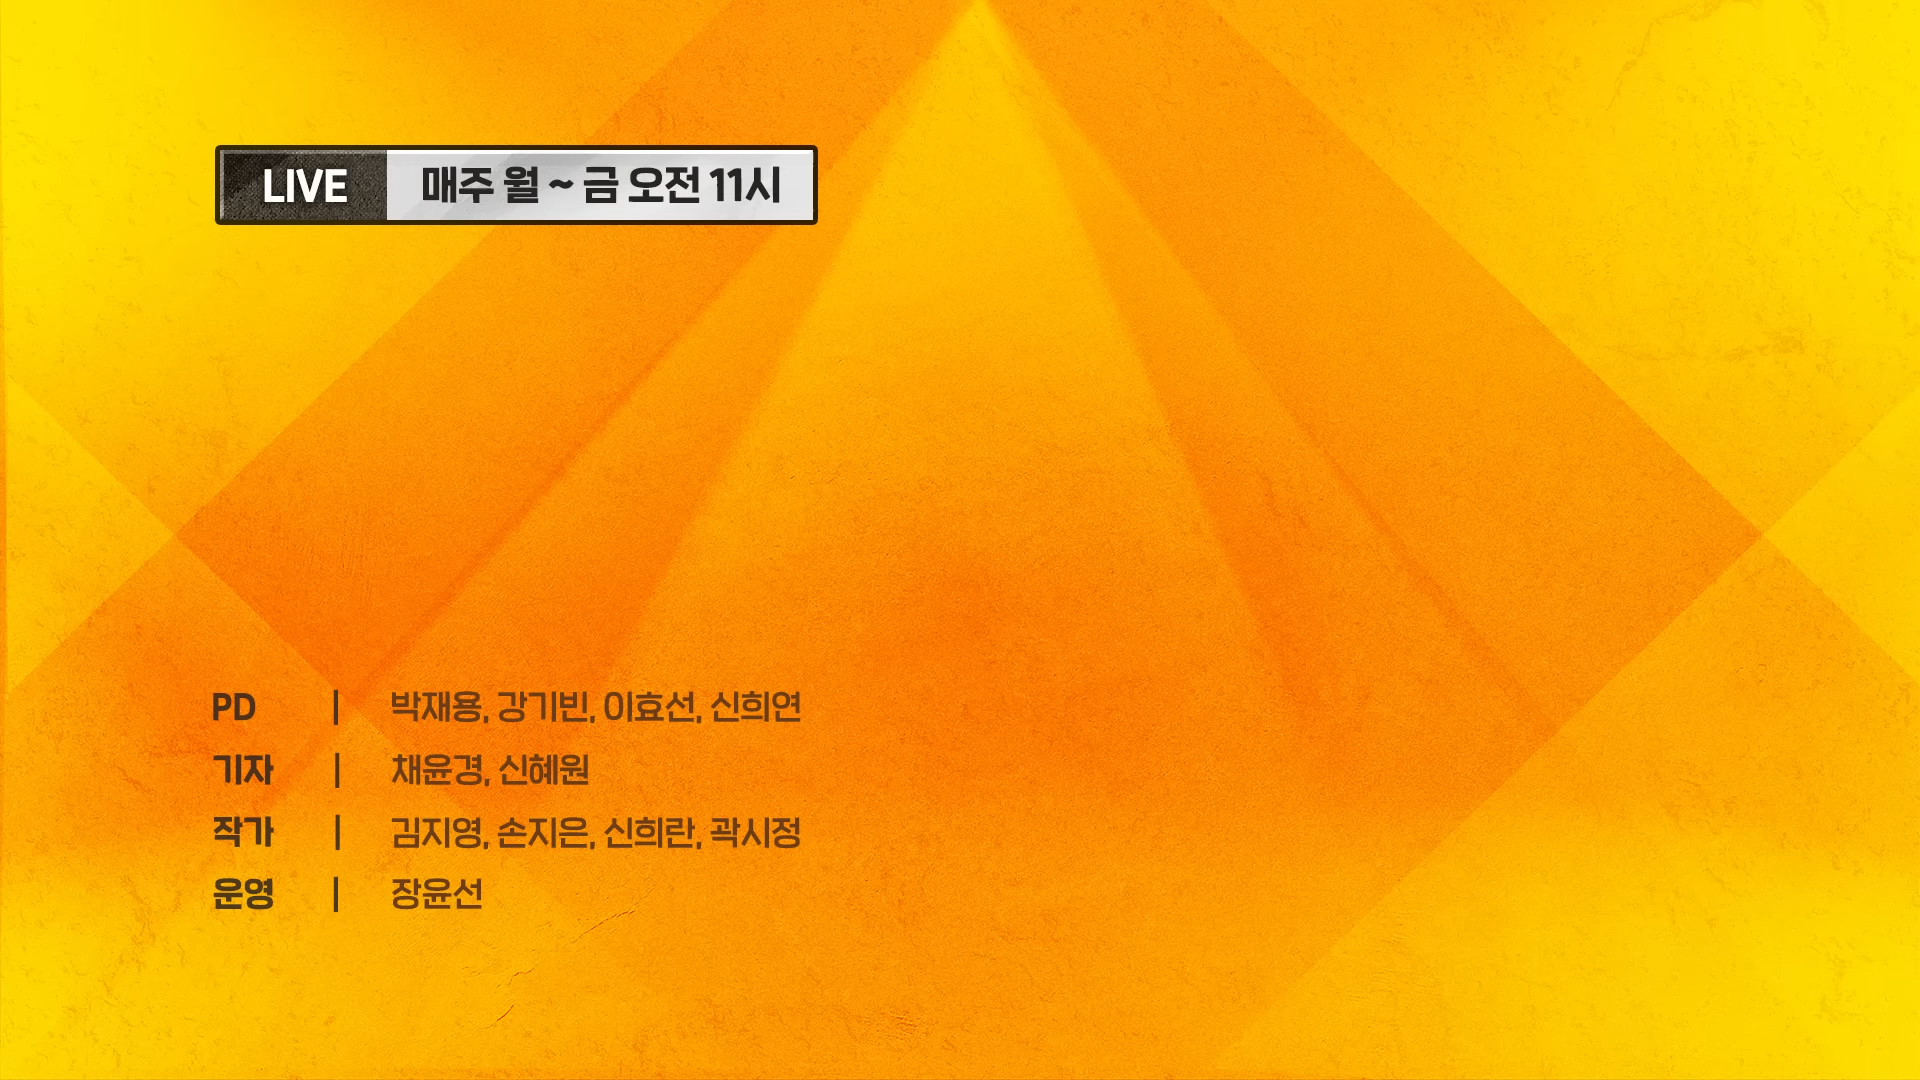 LIVE 매주 월 ~ 금 오전 11시
PD | 박재용, 강기빈, 이효선, 신희연
기자 | 채윤경, 신혜원
작가 | 김지영, 손지은, 신희란, 곽시정
운영 | 장윤선